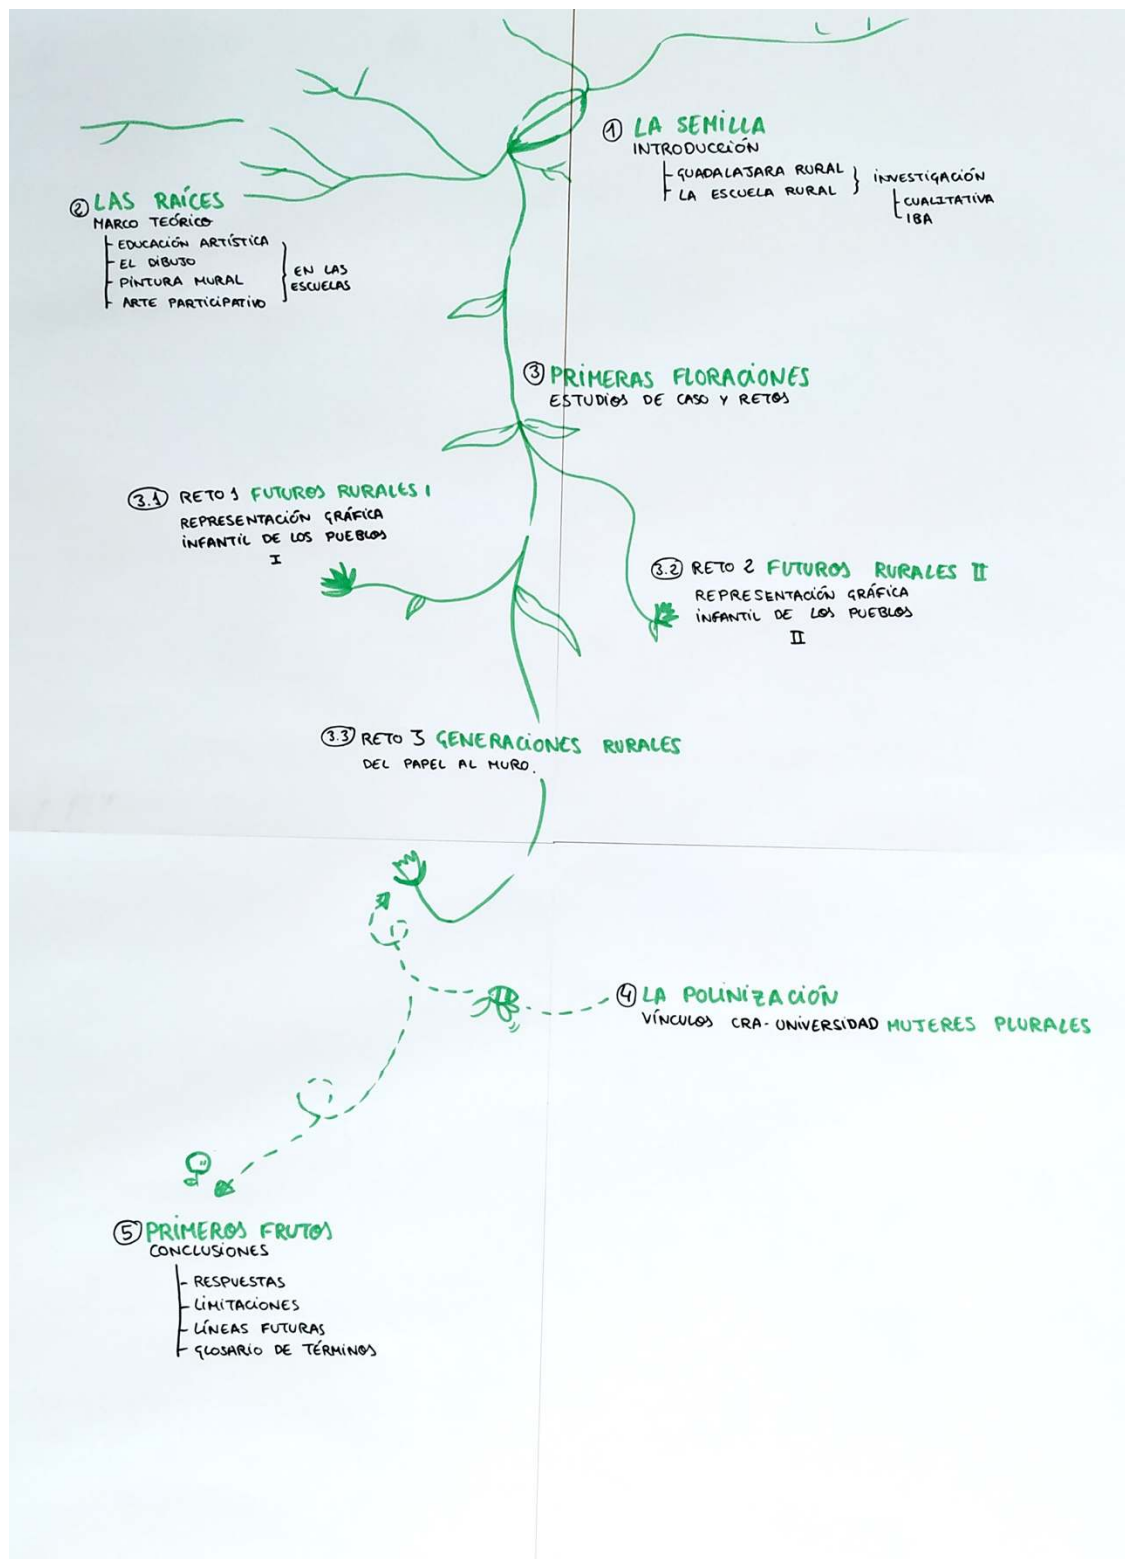 ① LA SEMILLA
INTRODUCCIÓN
GUADALAJARA RURAL
LA ESCUELA RURAL
INVESTIGACIÓN
CUALITATIVA
IBA
② LAS RAÍCES
MARCO TEÓRICO
EDUCACIÓN ARTÍSTICA
EL DIBUJO
PINTURA MURAL
ARTE PARTICIPATIVO
EN LAS
ESCUELAS
③ PRIMERAS FLORACIONES
ESTUDIOS DE CASO Y RETOS
3.1 RETO 1 FUTUROS RURALES I
REPRESENTACIÓN GRÁFICA
INFANTIL DE LOS PUEBLOS
I
3.2 RETO 2 FUTUROS RURALES II
REPRESENTACIÓN GRÁFICA
INFANTIL DE LOS PUEBLOS
II
3.3 RETO 3 GENERACIONES RURALES
DEL PAPEL AL MURO.
④ LA POLINIZACIÓN
VÍNCULOS CRA-UNIVERSIDAD MUJERES PLURALES
⑤ PRIMEROS FRUTOS
CONCLUSIONES
RESPUESTAS
LIMITACIONES
LÍNEAS FUTURAS
GLOSARIO DE TÉRMINOS